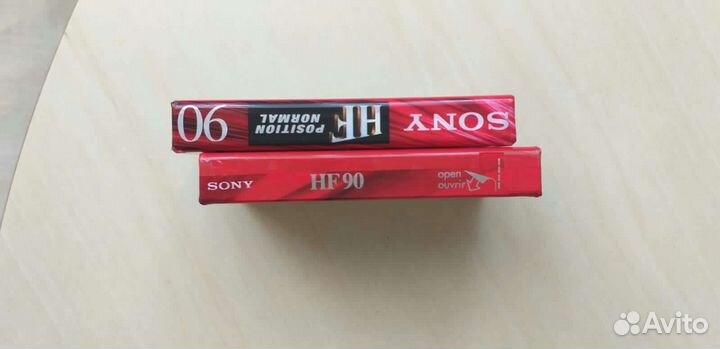 SONY HF POSITION NORMAL 90
SONY HF 90 open
ouvrir
Avito